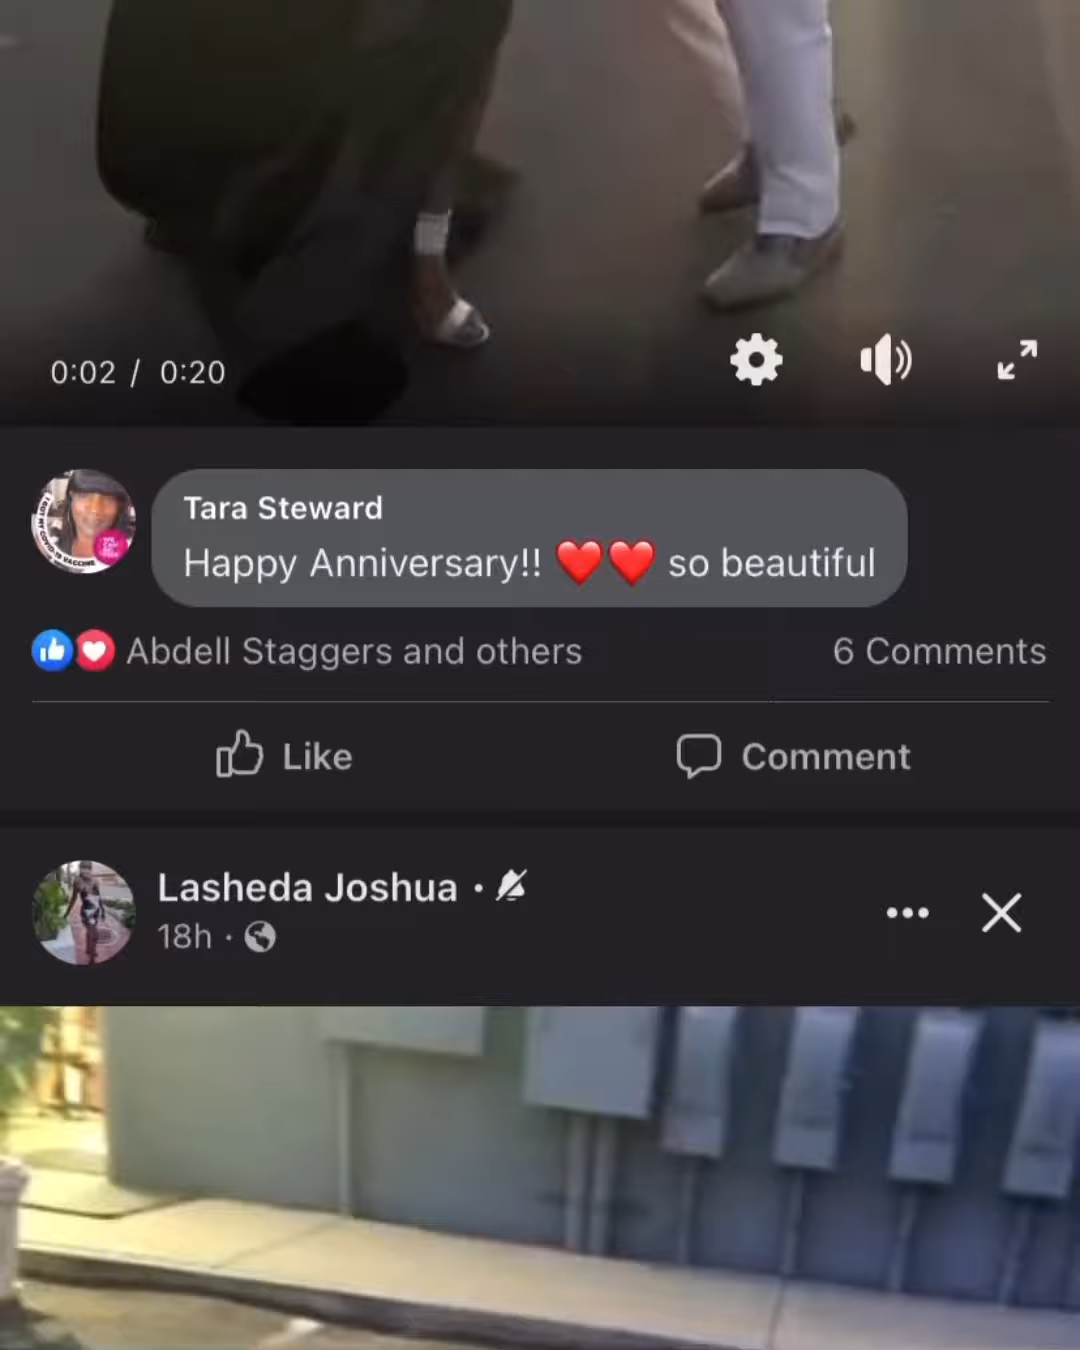 0:02 / 0:20
Tara Steward
Happy Anniversary!! ❤️❤️ so beautiful
Abdell Staggers and others
6 Comments
Like
Comment
Lasheda Joshua ·
18h ·